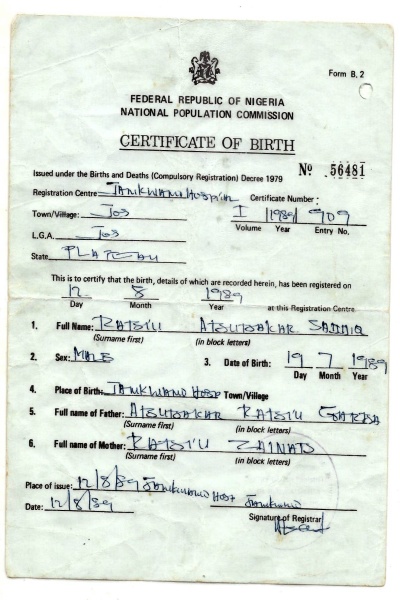 Form B. 2
FEDERAL REPUBLIC OF NIGERIA
NATIONAL POPULATION COMMISSION
CERTIFICATE OF BIRTH
Issued under the Births and Deaths (Compulsory Registration) Decree 1979 Nº 56481
Registration Centre JANKWANO HOSPITAL Certificate Number:
Town/Village: JOS I 1989 909
Volume Year Entry No.
L.G.A. JOS
State PLATEAU
This is to certify that the birth, details of which are recorded herein, has been registered on
12 8 1989
Day Month Year at this Registration Centre.
1. Full Name: RABI'U ABUBAKAR SADDIQ
(Surname first) (in block letters)
2. Sex: MALE 3. Date of Birth: 19 7 1989
Day Month Year
4. Place of Birth: JANKWANO HOSP Town/Village
5. Full name of Father: ABUBAKAR RABI'U GARBA
(Surname first) (in block letters)
6. Full name of Mother: RABI'U ZAINAB
(Surname first) (in block letters)
Place of issue: 12/8/89 JANKWANO HOSP JANKWANO
Date: 12/8/89
Signature of Registrar